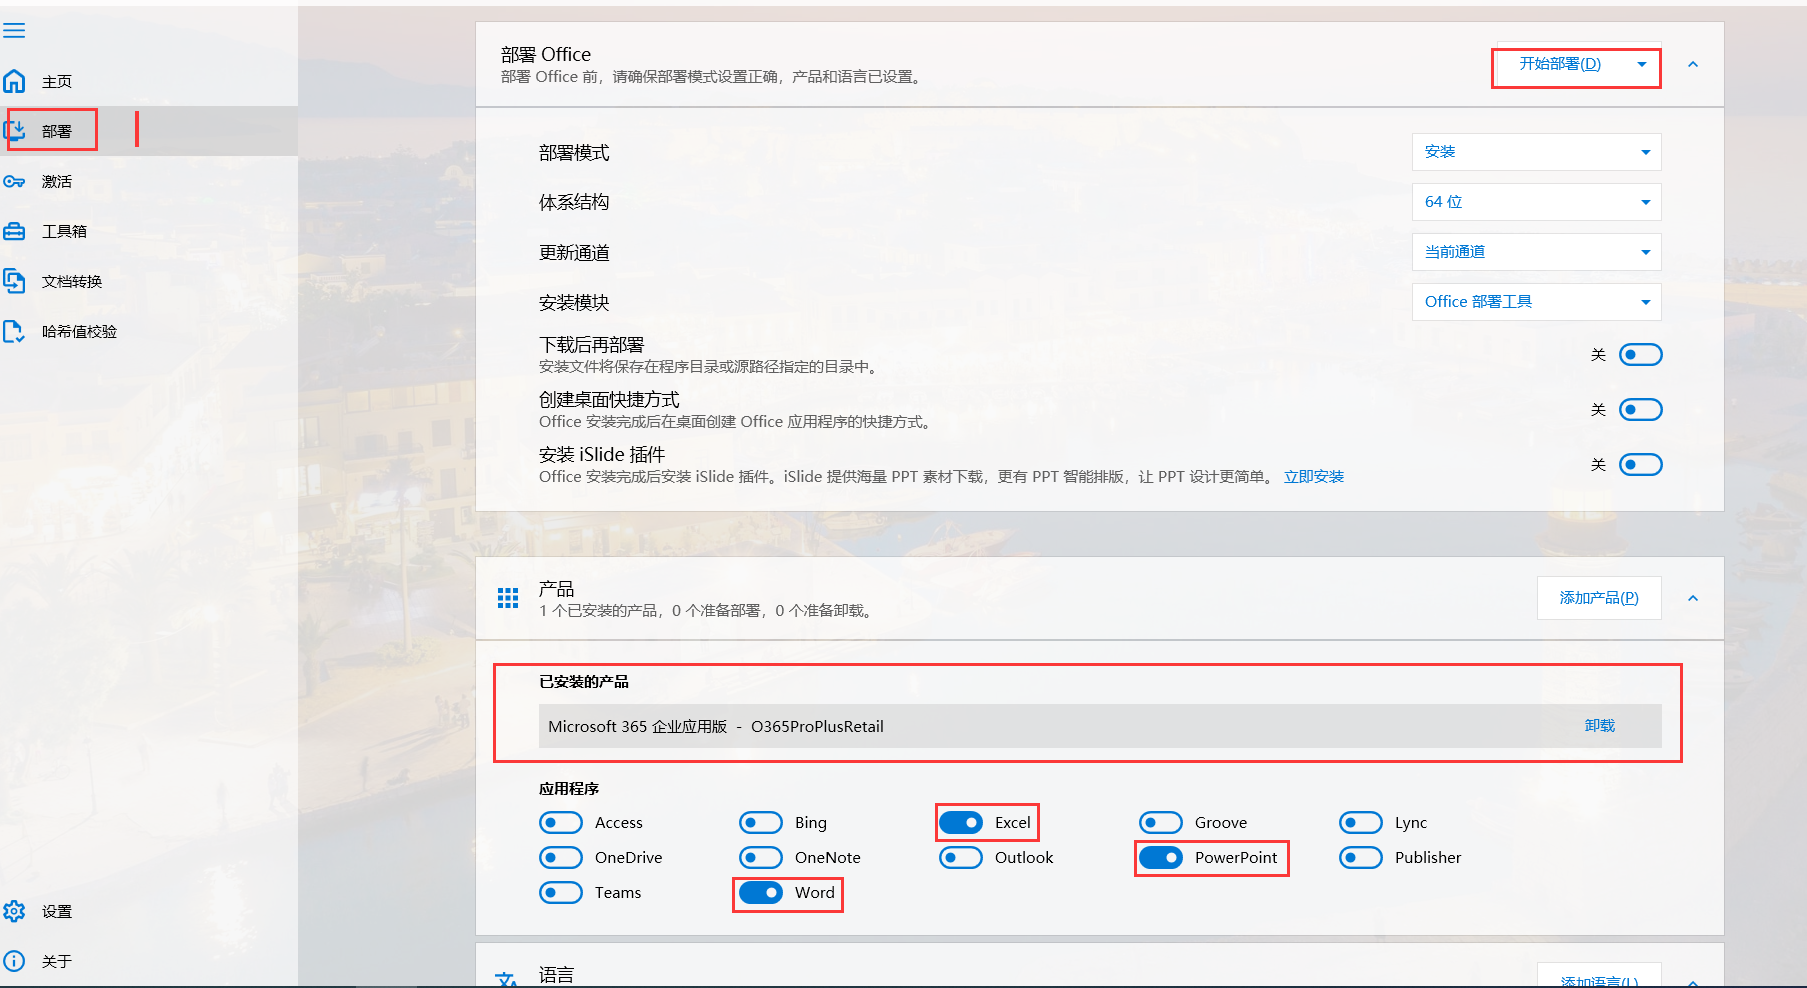 主页
部署
激活
工具箱
文档转换
哈希值校验
设置
关于
部署 Office
部署 Office 前，请确保部署模式设置正确，产品和语言已设置。
开始部署(D)
部署模式
安装
体系结构
64 位
更新通道
当前通道
安装模块
Office 部署工具
下载后再部署
安装文件将保存在程序目录或源路径指定的目录中。
关
创建桌面快捷方式
Office 安装完成后在桌面创建 Office 应用程序的快捷方式。
关
安装 iSlide 插件
Office 安装完成后安装 iSlide 插件。iSlide 提供海量 PPT 素材下载，更有 PPT 智能排版，让 PPT 设计更简单。 立即安装
关
产品
1 个已安装的产品，0 个准备部署，0 个准备卸载。
添加产品(P)
已安装的产品
Microsoft 365 企业应用版 - O365ProPlusRetail
卸载
应用程序
Access Bing Excel Groove Lync
OneDrive OneNote Outlook PowerPoint Publisher
Teams Word
语言
添加语言(L)